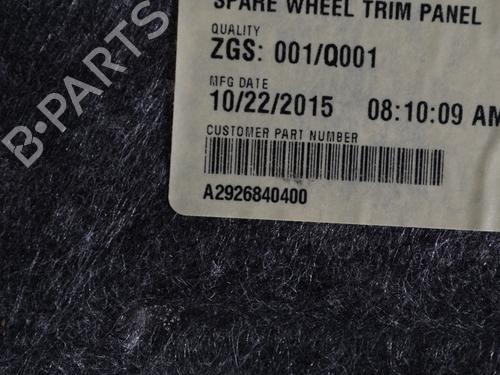 SPARE WHEEL TRIM PANEL
QUALITY
ZGS: 001/Q001
MFG DATE
10/22/2015 08:10:09 AM
CUSTOMER PART NUMBER
A2926840400
B-PARTS